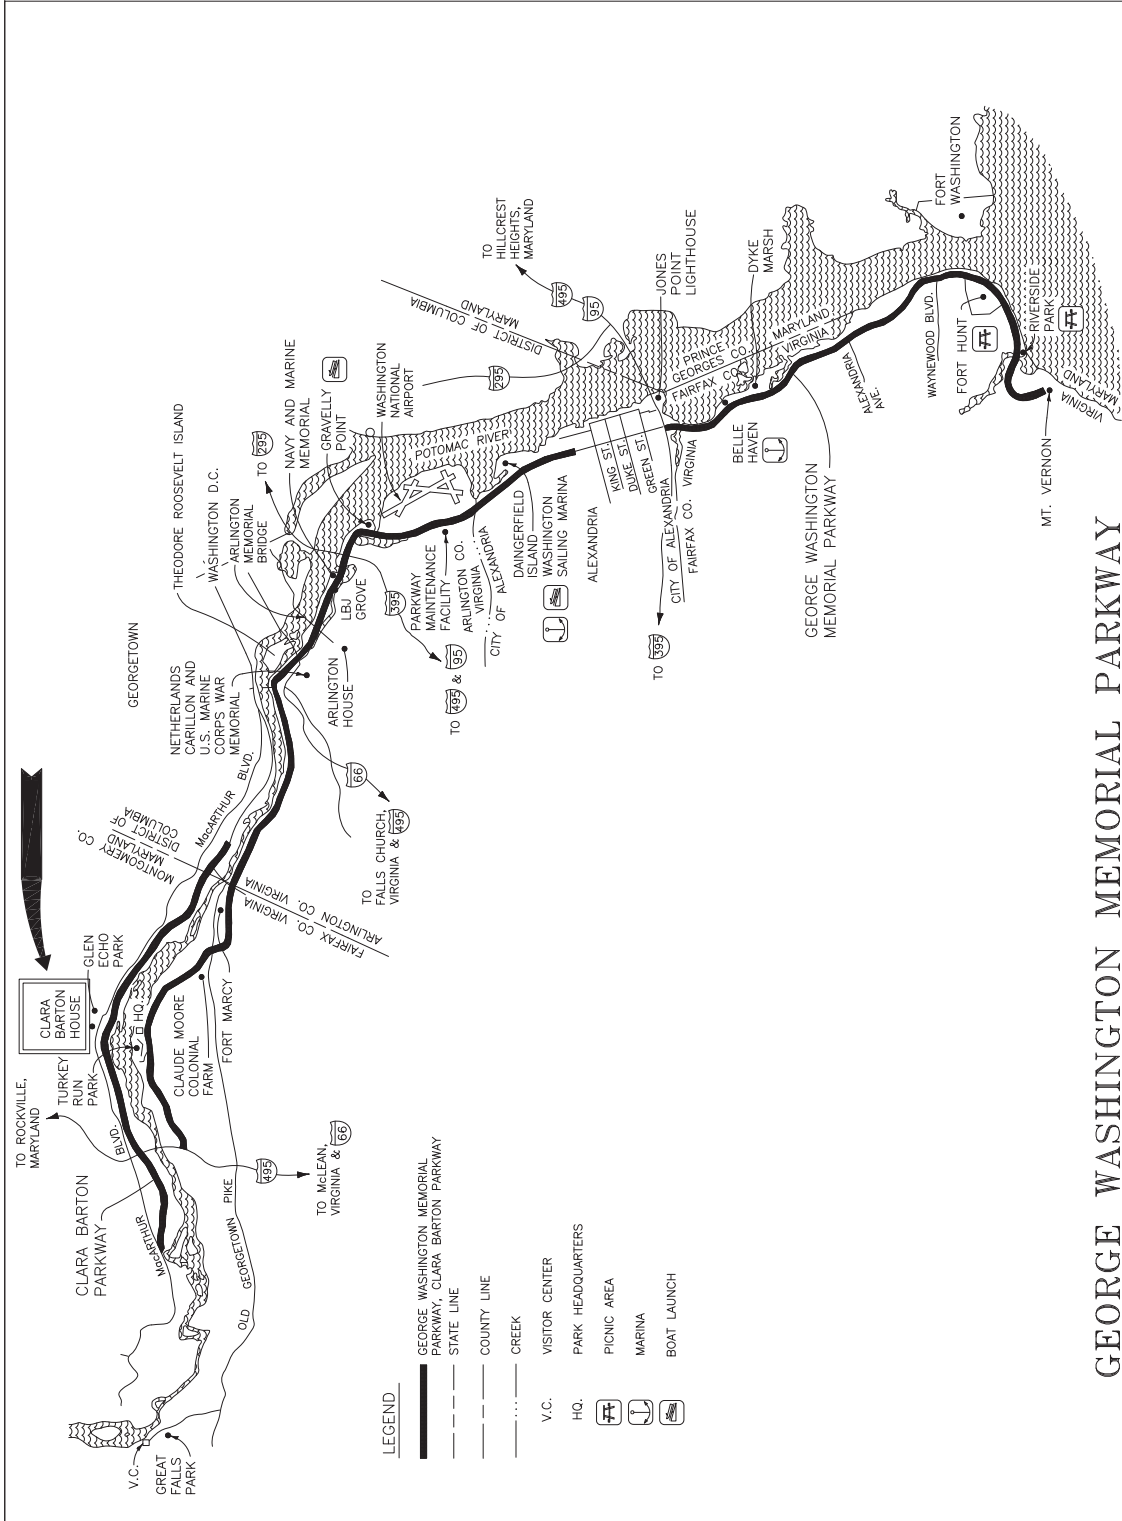 GEORGE WASHINGTON MEMORIAL PARKWAY
V.C.
GREAT
FALLS
PARK
CLARA BARTON
PARKWAY
MacARTHUR
BLVD.
OLD
GEORGETOWN
PIKE
TO ROCKVILLE,
MARYLAND
TURKEY
RUN
PARK
CLARA
BARTON
HOUSE
GLEN
ECHO
PARK
HQ.
495
TO McLEAN,
VIRGINIA &
66
CLAUDE MOORE
COLONIAL
FARM
FORT MARCY
MONTGOMERY CO.
MARYLAND
DISTRICT OF
COLUMBIA
FAIRFAX CO. VIRGINIA
ARLINGTON CO. VIRGINIA
MacARTHUR
BLVD.
GEORGETOWN
TO
FALLS CHURCH,
VIRGINIA &
495
66
NETHERLANDS
CARILLON AND
U.S. MARINE
CORPS WAR
MEMORIAL
THEODORE ROOSEVELT ISLAND
WASHINGTON D.C.
ARLINGTON
MEMORIAL
BRIDGE
ARLINGTON
HOUSE
LBJ
GROVE
TO
295
NAVY AND MARINE
MEMORIAL
GRAVELLY
POINT
WASHINGTON
NATIONAL
AIRPORT
395
TO
495
&
95
PARKWAY
MAINTENANCE
FACILITY
ARLINGTON CO.
VIRGINIA
CITY OF ALEXANDRIA
POTOMAC RIVER
DAINGERFIELD
ISLAND
WASHINGTON
SAILING MARINA
ALEXANDRIA
KING ST.
DUKE ST.
GREEN ST.
295
DISTRICT OF COLUMBIA
MARYLAND
TO
HILLCREST
HEIGHTS,
MARYLAND
495
95
TO
395
CITY OF ALEXANDRIA
FAIRFAX CO. VIRGINIA
JONES
POINT
LIGHTHOUSE
PRINCE
GEORGES CO.
MARYLAND
FAIRFAX CO.
VIRGINIA
BELLE
HAVEN
DYKE
MARSH
GEORGE WASHINGTON
MEMORIAL PARKWAY
ALEXANDRIA
AVE.
WAYNEWOOD BLVD.
FORT HUNT
FORT
WASHINGTON
RIVERSIDE
PARK
MT. VERNON
MARYLAND
VIRGINIA
LEGEND
GEORGE WASHINGTON MEMORIAL
PARKWAY, CLARA BARTON PARKWAY
STATE LINE
COUNTY LINE
CREEK
V.C. VISITOR CENTER
HQ. PARK HEADQUARTERS
PICNIC AREA
MARINA
BOAT LAUNCH